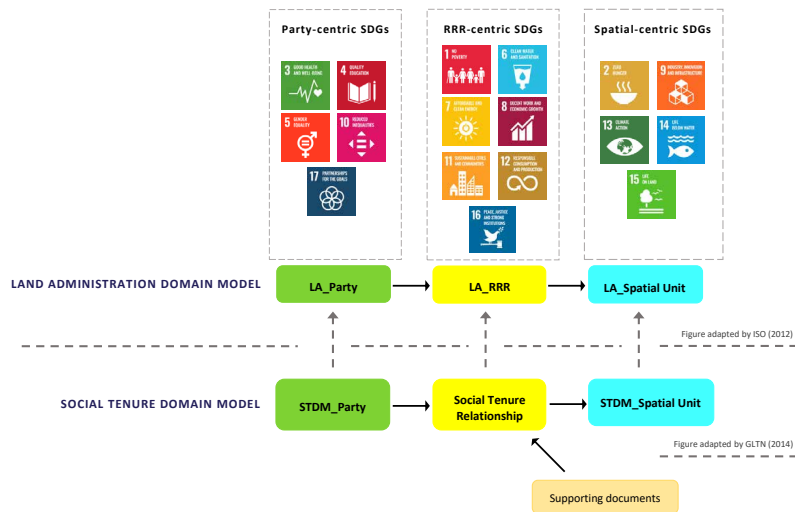 Party-centric SDGs
RRR-centric SDGs
Spatial-centric SDGs
3 GOOD HEALTH
AND WELL-BEING
4 QUALITY
EDUCATION
5 GENDER
EQUALITY
10 REDUCED
INEQUALITIES
17 PARTNERSHIPS
FOR THE GOALS
1 NO
POVERTY
6 CLEAN WATER
AND SANITATION
7 AFFORDABLE AND
CLEAN ENERGY
8 DECENT WORK AND
ECONOMIC GROWTH
11 SUSTAINABLE CITIES
AND COMMUNITIES
12 RESPONSIBLE
CONSUMPTION
AND PRODUCTION
16 PEACE, JUSTICE
AND STRONG
INSTITUTIONS
2 ZERO
HUNGER
9 INDUSTRY, INNOVATION
AND INFRASTRUCTURE
13 CLIMATE
ACTION
14 LIFE
BELOW WATER
15 LIFE
ON LAND
LAND ADMINISTRATION DOMAIN MODEL
LA_Party
LA_RRR
LA_Spatial Unit
Figure adapted by ISO (2012)
SOCIAL TENURE DOMAIN MODEL
STDM_Party
Social Tenure
Relationship
STDM_Spatial Unit
Figure adapted by GLTN (2014)
Supporting documents